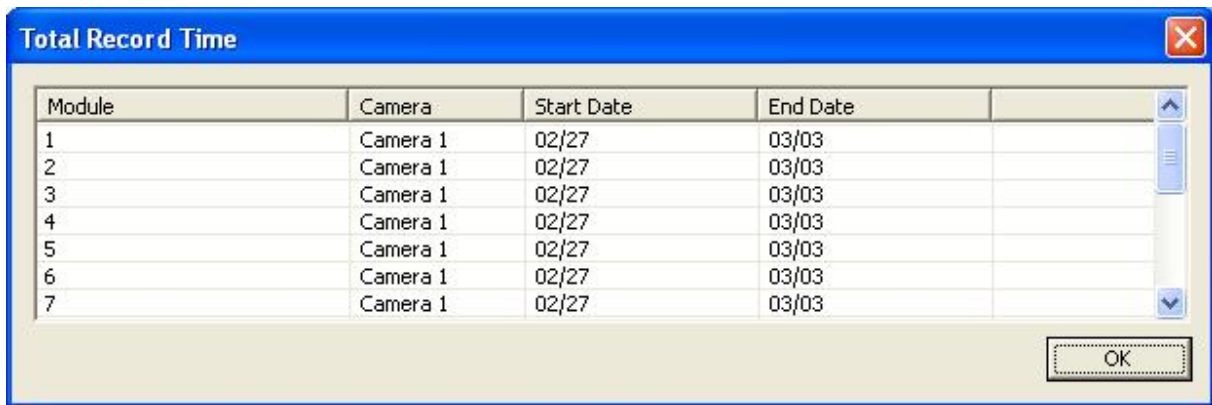 Total Record Time
Module Camera Start Date End Date
1 Camera 1 02/27 03/03
2 Camera 1 02/27 03/03
3 Camera 1 02/27 03/03
4 Camera 1 02/27 03/03
5 Camera 1 02/27 03/03
6 Camera 1 02/27 03/03
7 Camera 1 02/27 03/03
OK